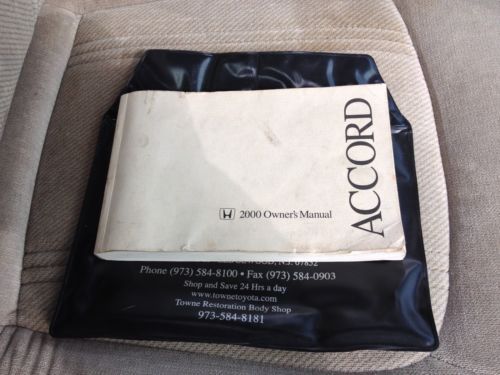 ACCORD
2000 Owner's Manual
N.J. 07852
Phone (973) 584-8100 • Fax (973) 584-0903
Shop and Save 24 Hrs a day
www.townetoyota.com
Towne Restoration Body Shop
973-584-8181